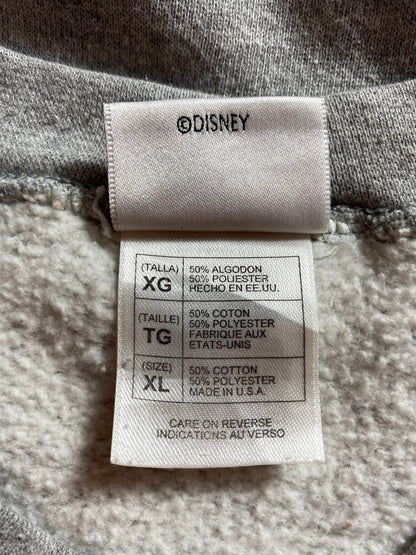 ©DISNEY
(TALLA) 50% ALGODON
XG 50% POLIESTER
HECHO EN EE.UU.
(TAILLE) 50% COTON
TG 50% POLYESTER
FABRIQUE AUX
ETATS-UNIS
(SIZE) 50% COTTON
XL 50% POLYESTER
MADE IN U.S.A.
CARE ON REVERSE
INDICATIONS AU VERSO